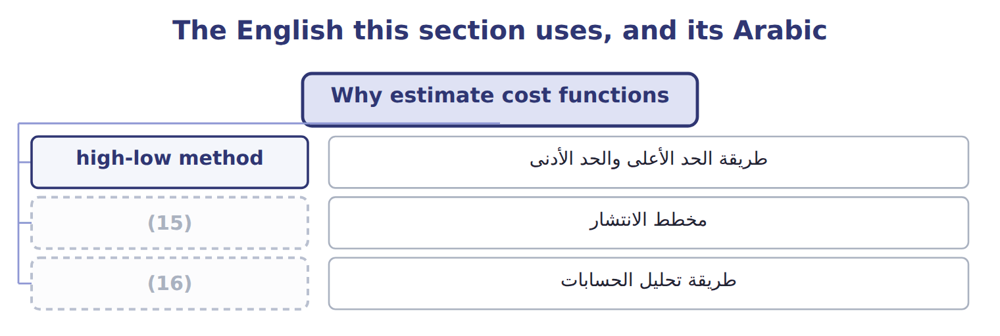 The English this section uses, and its Arabic
Why estimate cost functions
high-low method
طريقة الحد الأعلى والحد الأدنى
(15)
مخطط الانتشار
(16)
طريقة تحليل الحسابات